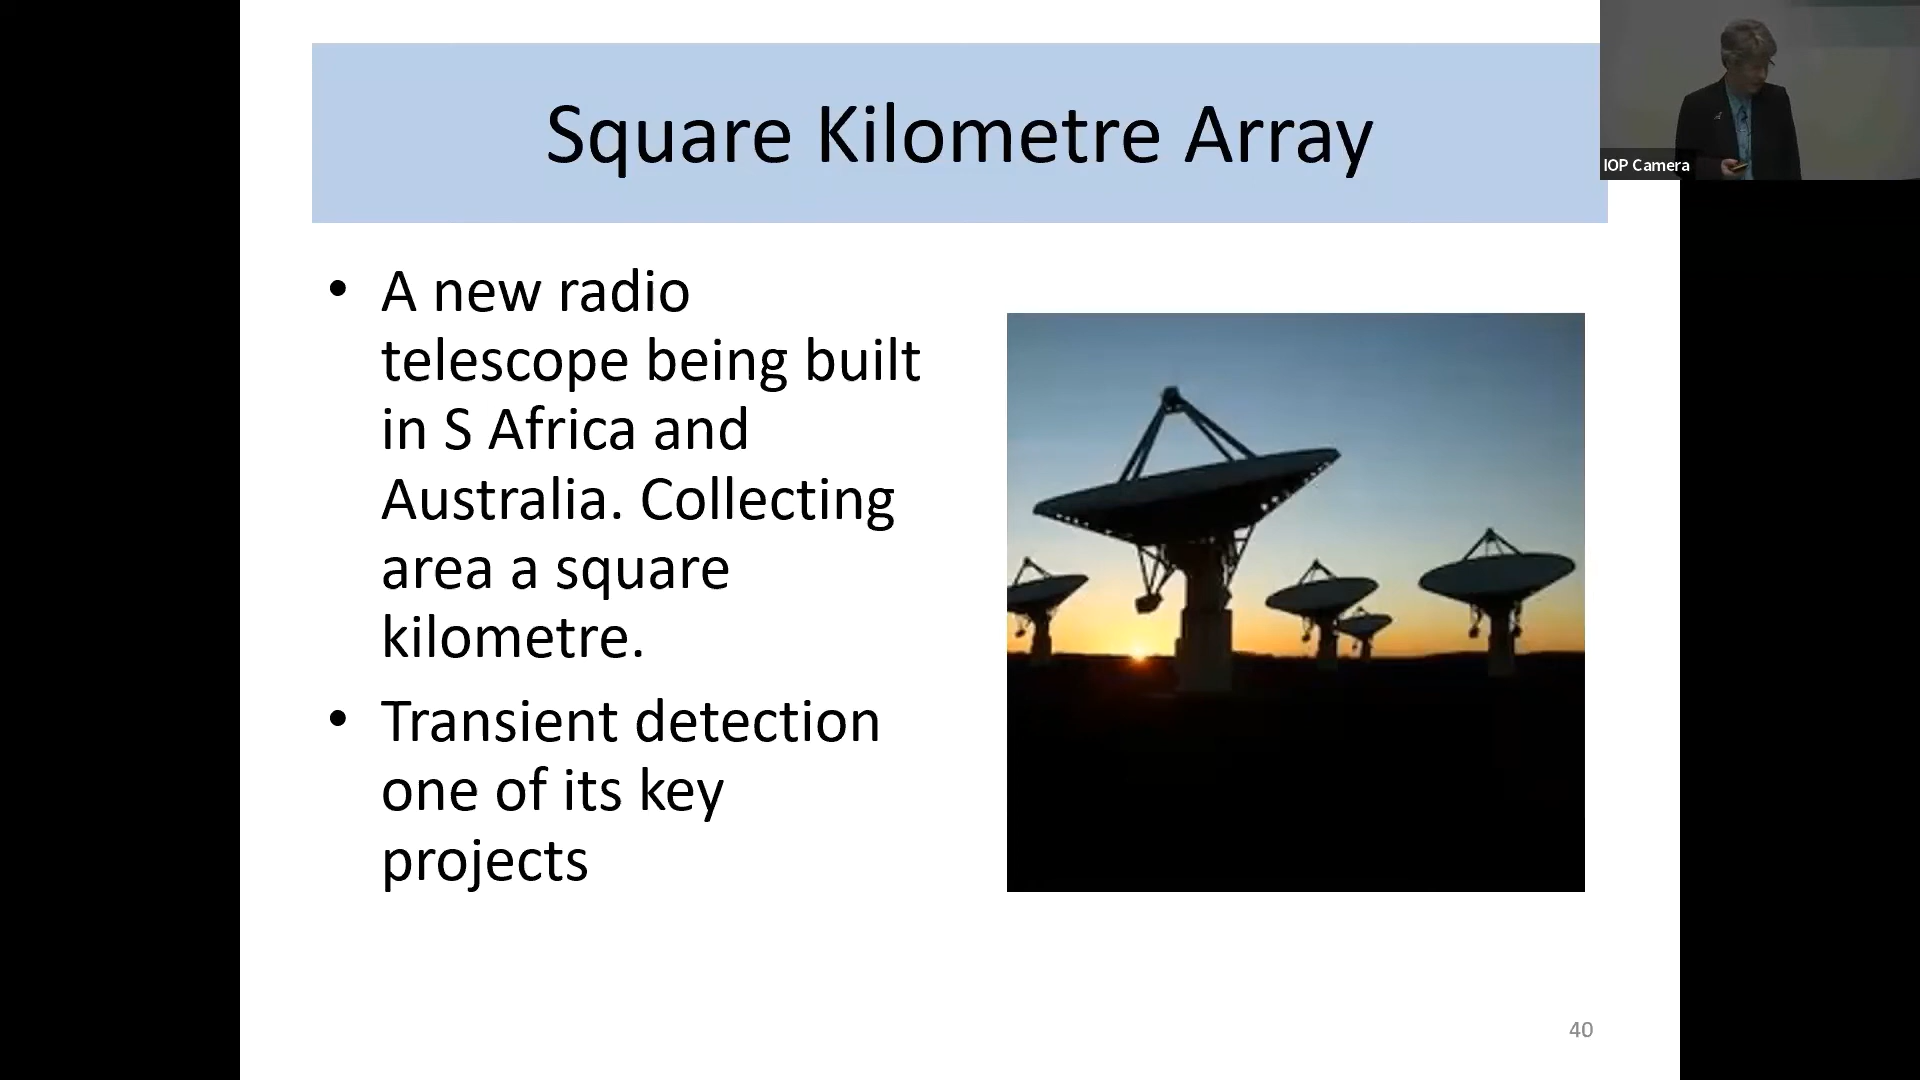 Square Kilometre Array
IOP Camera
• A new radio
telescope being built
in S Africa and
Australia. Collecting
area a square
kilometre.
• Transient detection
one of its key
projects
40